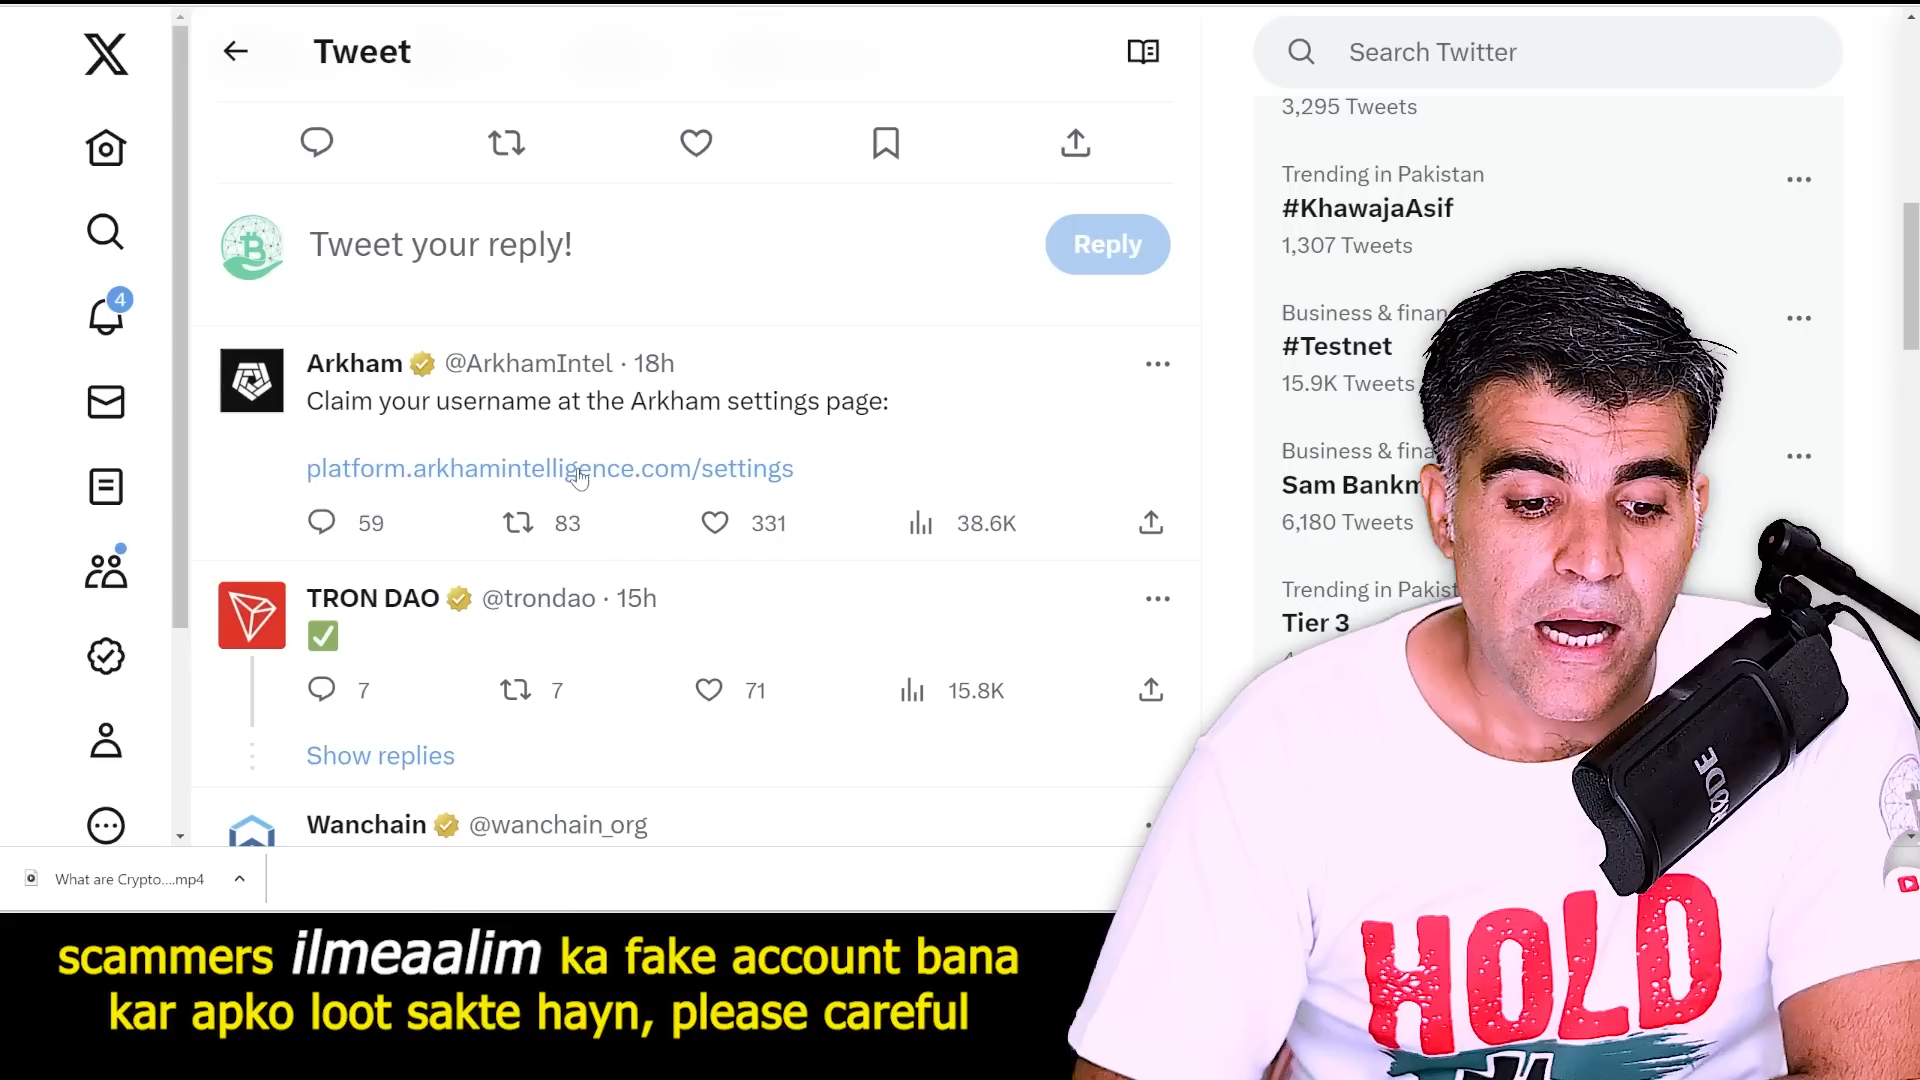 Tweet
Search Twitter
3,295 Tweets
Trending in Pakistan
#KhawajaAsif
1,307 Tweets
Tweet your reply!
Reply
4
Business & finan
#Testnet
15.9K Tweets
Arkham @ArkhamIntel · 18h
Claim your username at the Arkham settings page:
platform.arkhamintelligence.com/settings
59 83 331 38.6K
Business & fina
Sam Bankm
6,180 Tweets
Trending in Pakist
Tier 3
TRON DAO @trondao · 15h
7 7 71 15.8K
Show replies
Wanchain @wanchain_org
What are Crypto....mp4
RØDE
HOLD
scammers ilmeaalim ka fake account bana
kar apko loot sakte hayn, please careful